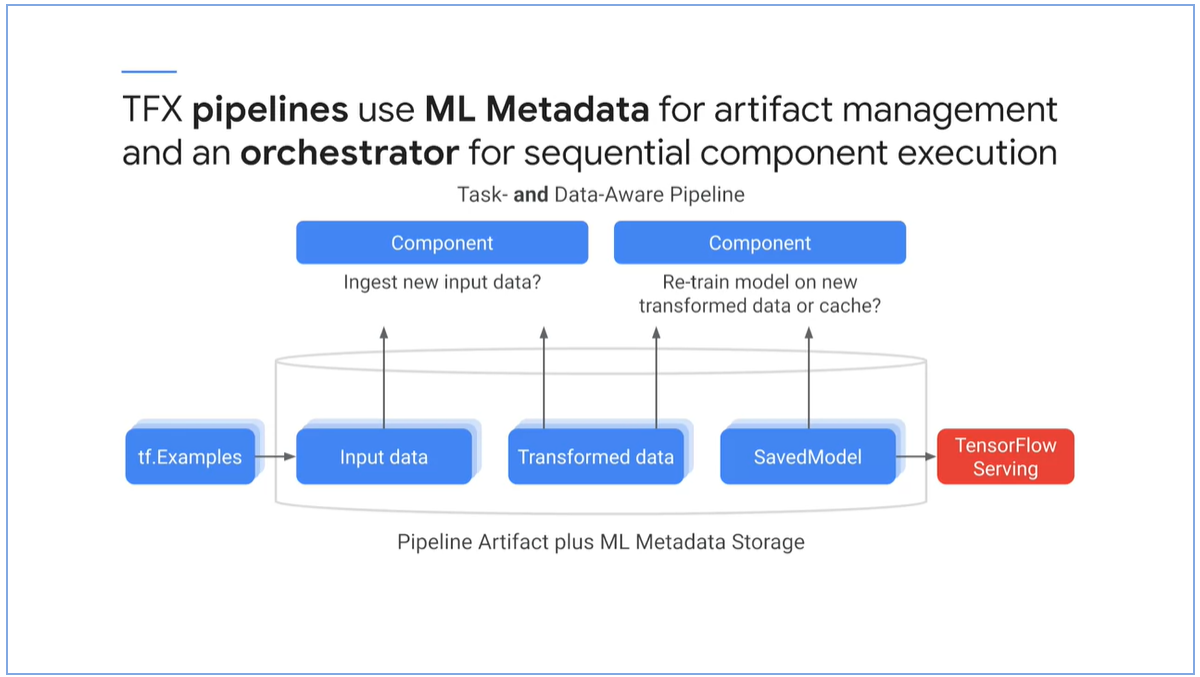 TFX pipelines use ML Metadata for artifact management
and an orchestrator for sequential component execution
Task- and Data-Aware Pipeline
Component
Component
Ingest new input data?
Re-train model on new
transformed data or cache?
tf.Examples
Input data
Transformed data
SavedModel
TensorFlow
Serving
Pipeline Artifact plus ML Metadata Storage